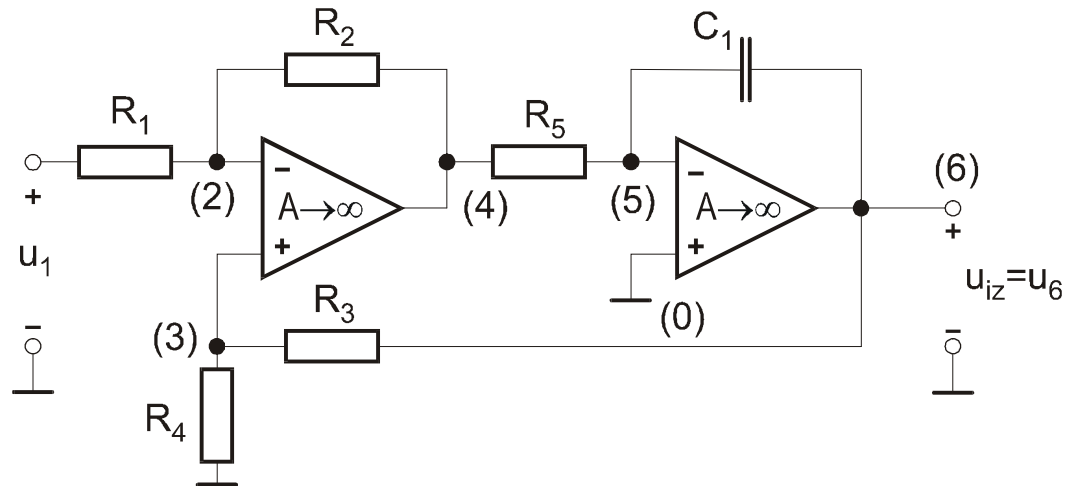 R2
C1
R1
R5
(2)
−
A→∞
+
(4)
(5)
−
A→∞
+
(6)
+
u1
−
+
uiz=u6
−
(0)
R3
(3)
R4